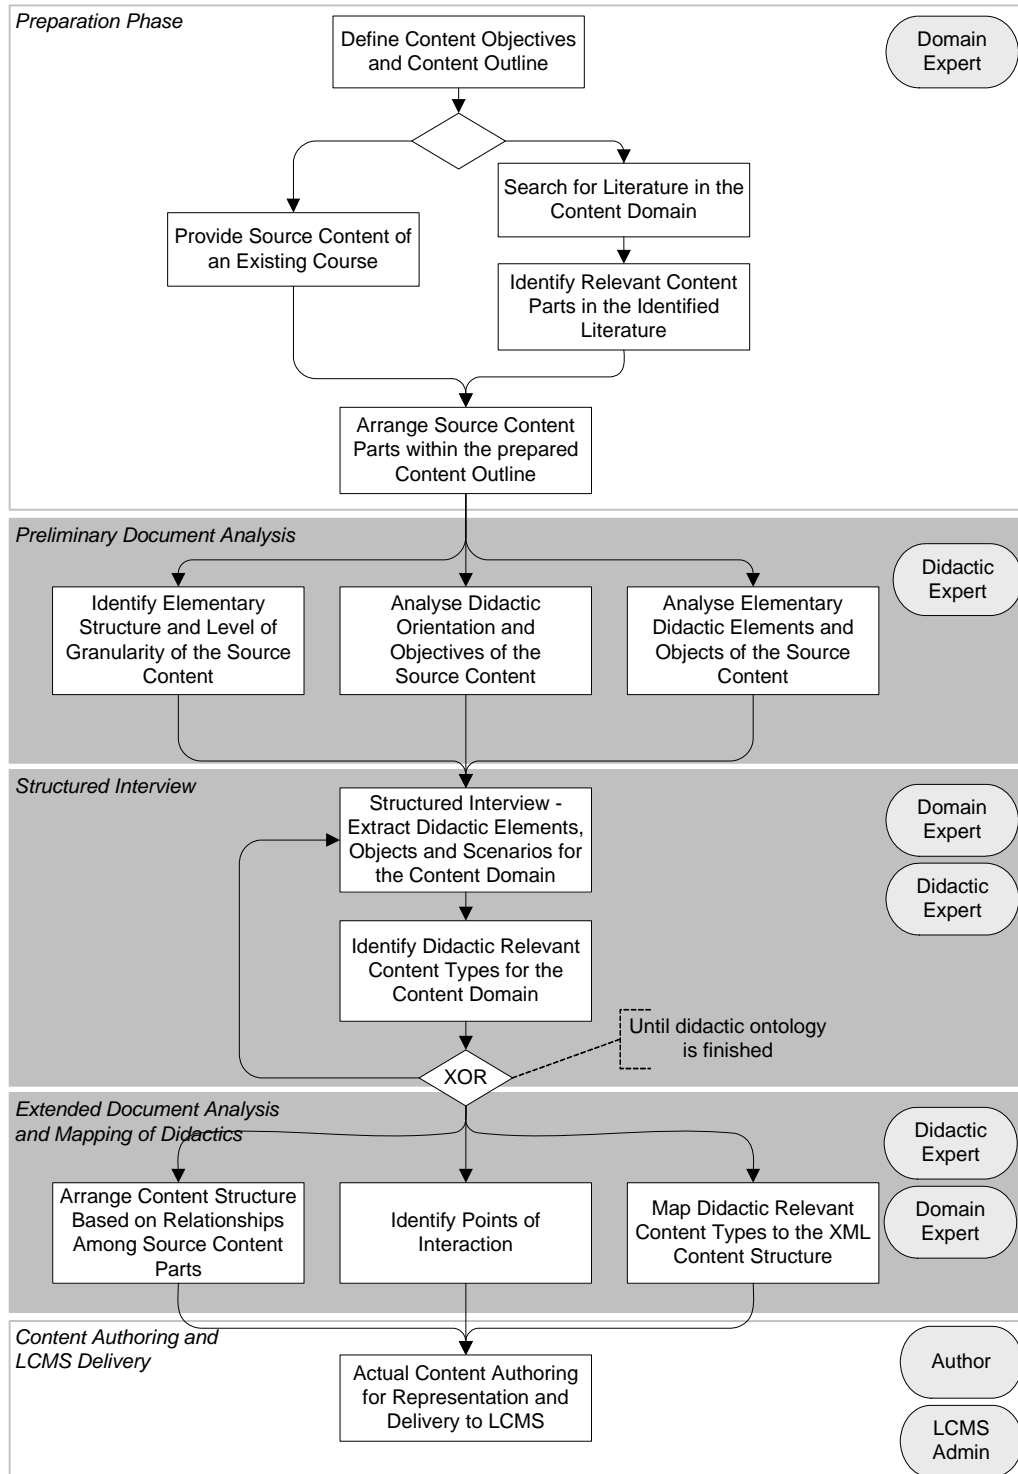 Preparation Phase
Define Content Objectives
and Content Outline
Domain
Expert
Search for Literature in the
Content Domain
Provide Source Content of
an Existing Course
Identify Relevant Content
Parts in the Identified
Literature
Arrange Source Content
Parts within the prepared
Content Outline
Preliminary Document Analysis
Didactic
Expert
Identify Elementary
Structure and Level of
Granularity of the Source
Content
Analyse Didactic
Orientation and
Objectives of the
Source Content
Analyse Elementary
Didactic Elements and
Objects of the Source
Content
Structured Interview
Structured Interview -
Extract Didactic Elements,
Objects and Scenarios for
the Content Domain
Domain
Expert
Didactic
Expert
Identify Didactic Relevant
Content Types for the
Content Domain
Until didactic ontology
is finished
XOR
Extended Document Analysis
and Mapping of Didactics
Didactic
Expert
Domain
Expert
Arrange Content Structure
Based on Relationships
Among Source Content
Parts
Identify Points of
Interaction
Map Didactic Relevant
Content Types to the XML
Content Structure
Content Authoring and
LCMS Delivery
Actual Content Authoring
for Representation and
Delivery to LCMS
Author
LCMS
Admin